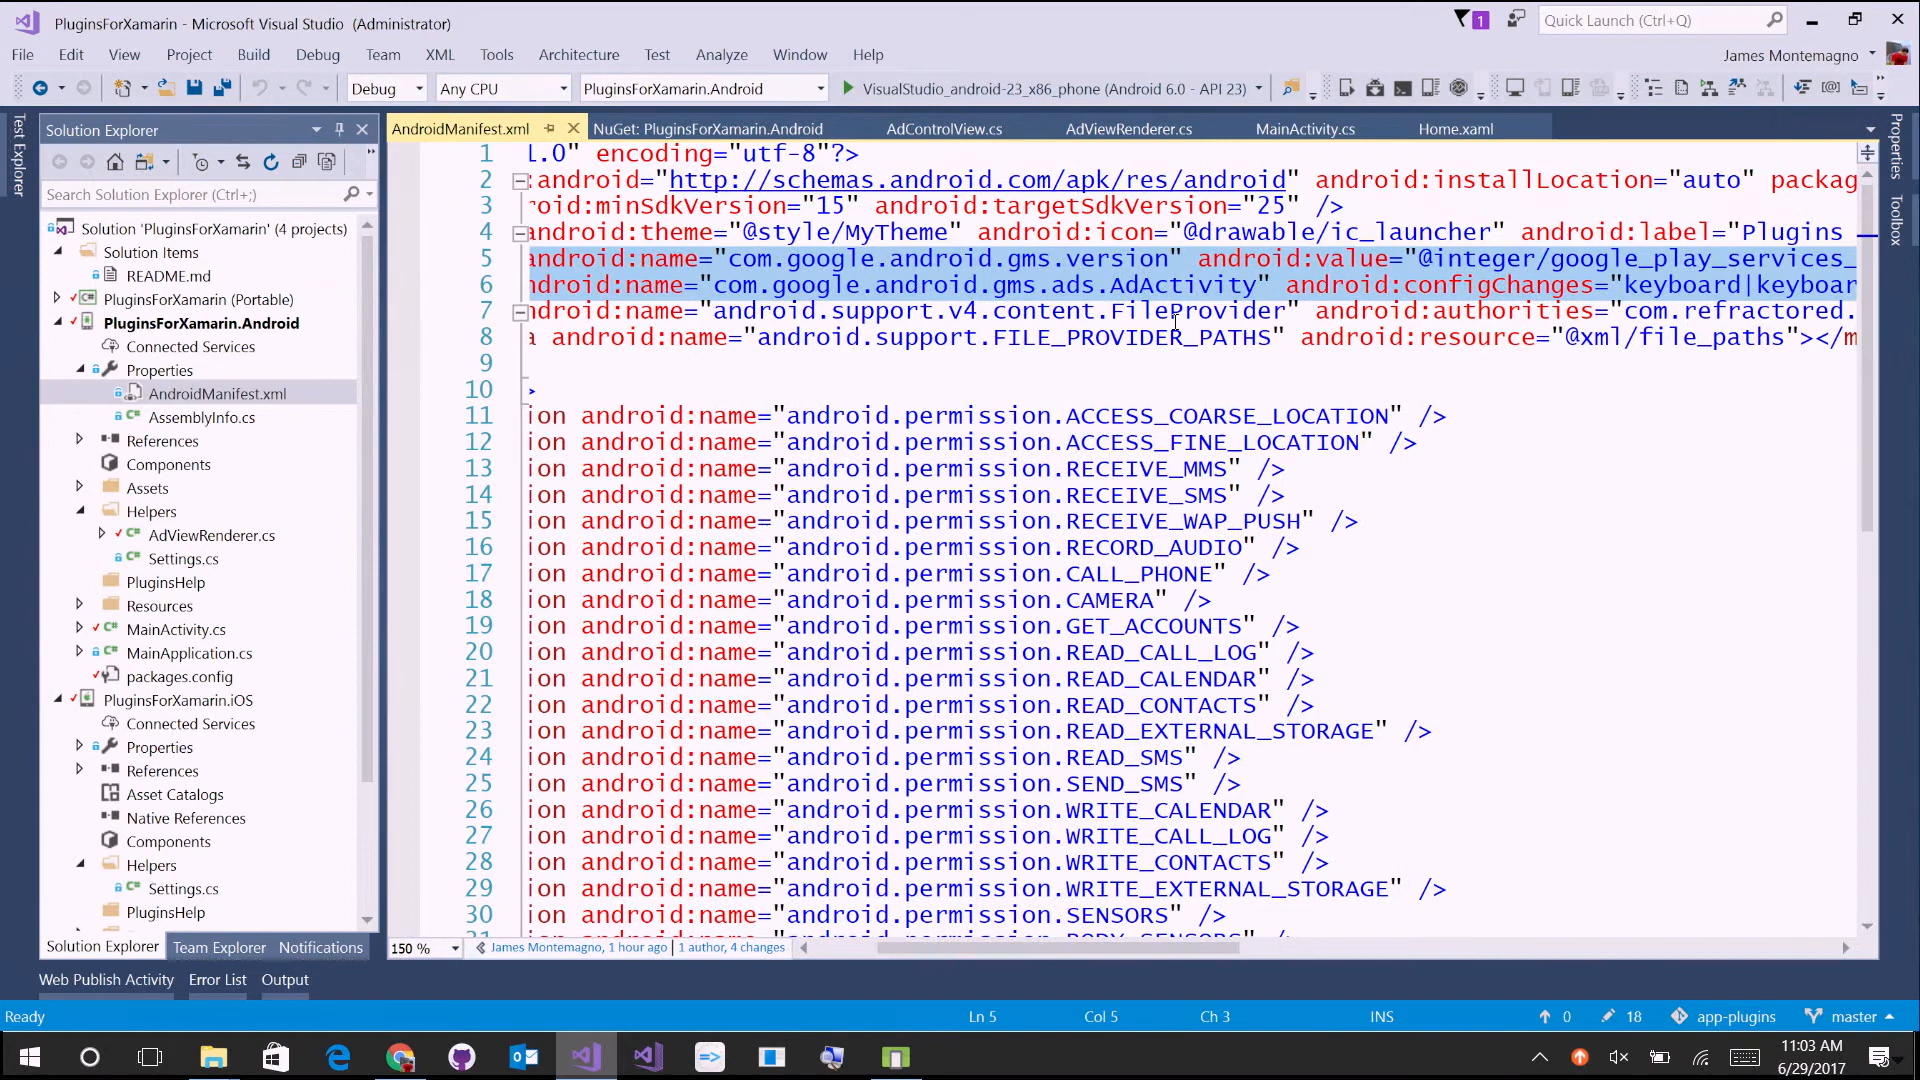 PluginsForXamarin - Microsoft Visual Studio (Administrator)
1
Quick Launch (Ctrl+Q)
File Edit View Project Build Debug Team XML Tools Architecture Test Analyze Window Help
James Montemagno
Debug Any CPU PluginsForXamarin.Android VisualStudio_android-23_x86_phone (Android 6.0 - API 23)
Test Explorer
Solution Explorer
Search Solution Explorer (Ctrl+;)
Solution 'PluginsForXamarin' (4 projects)
Solution Items
README.md
PluginsForXamarin (Portable)
PluginsForXamarin.Android
Connected Services
Properties
AndroidManifest.xml
AssemblyInfo.cs
References
Components
Assets
Helpers
AdViewRenderer.cs
Settings.cs
PluginsHelp
Resources
MainActivity.cs
MainApplication.cs
packages.config
PluginsForXamarin.iOS
Connected Services
Properties
References
Asset Catalogs
Native References
Components
Helpers
Settings.cs
PluginsHelp
Solution Explorer Team Explorer Notifications
AndroidManifest.xml NuGet: PluginsForXamarin.Android AdControlView.cs AdViewRenderer.cs MainActivity.cs Home.xaml
1 1.0" encoding="utf-8"?>
2 :android="http://schemas.android.com/apk/res/android" android:installLocation="auto" packag
3 roid:minSdkVersion="15" android:targetSdkVersion="25" />
4 android:theme="@style/MyTheme" android:icon="@drawable/ic_launcher" android:label="Plugins
5 android:name="com.google.android.gms.version" android:value="@integer/google_play_services_
6 ndroid:name="com.google.android.gms.ads.AdActivity" android:configChanges="keyboard|keyboar
7 ndroid:name="android.support.v4.content.FileProvider" android:authorities="com.refractored.
8 a android:name="android.support.FILE_PROVIDER_PATHS" android:resource="@xml/file_paths"></m
9
10 >
11 ion android:name="android.permission.ACCESS_COARSE_LOCATION" />
12 ion android:name="android.permission.ACCESS_FINE_LOCATION" />
13 ion android:name="android.permission.RECEIVE_MMS" />
14 ion android:name="android.permission.RECEIVE_SMS" />
15 ion android:name="android.permission.RECEIVE_WAP_PUSH" />
16 ion android:name="android.permission.RECORD_AUDIO" />
17 ion android:name="android.permission.CALL_PHONE" />
18 ion android:name="android.permission.CAMERA" />
19 ion android:name="android.permission.GET_ACCOUNTS" />
20 ion android:name="android.permission.READ_CALL_LOG" />
21 ion android:name="android.permission.READ_CALENDAR" />
22 ion android:name="android.permission.READ_CONTACTS" />
23 ion android:name="android.permission.READ_EXTERNAL_STORAGE" />
24 ion android:name="android.permission.READ_SMS" />
25 ion android:name="android.permission.SEND_SMS" />
26 ion android:name="android.permission.WRITE_CALENDAR" />
27 ion android:name="android.permission.WRITE_CALL_LOG" />
28 ion android:name="android.permission.WRITE_CONTACTS" />
29 ion android:name="android.permission.WRITE_EXTERNAL_STORAGE" />
30 ion android:name="android.permission.SENSORS" />
150 % James Montemagno, 1 hour ago | 1 author, 4 changes
Properties
Toolbox
Web Publish Activity Error List Output
Ready Ln 5 Col 5 Ch 3 INS 0 18 app-plugins master
11:03 AM
6/29/2017